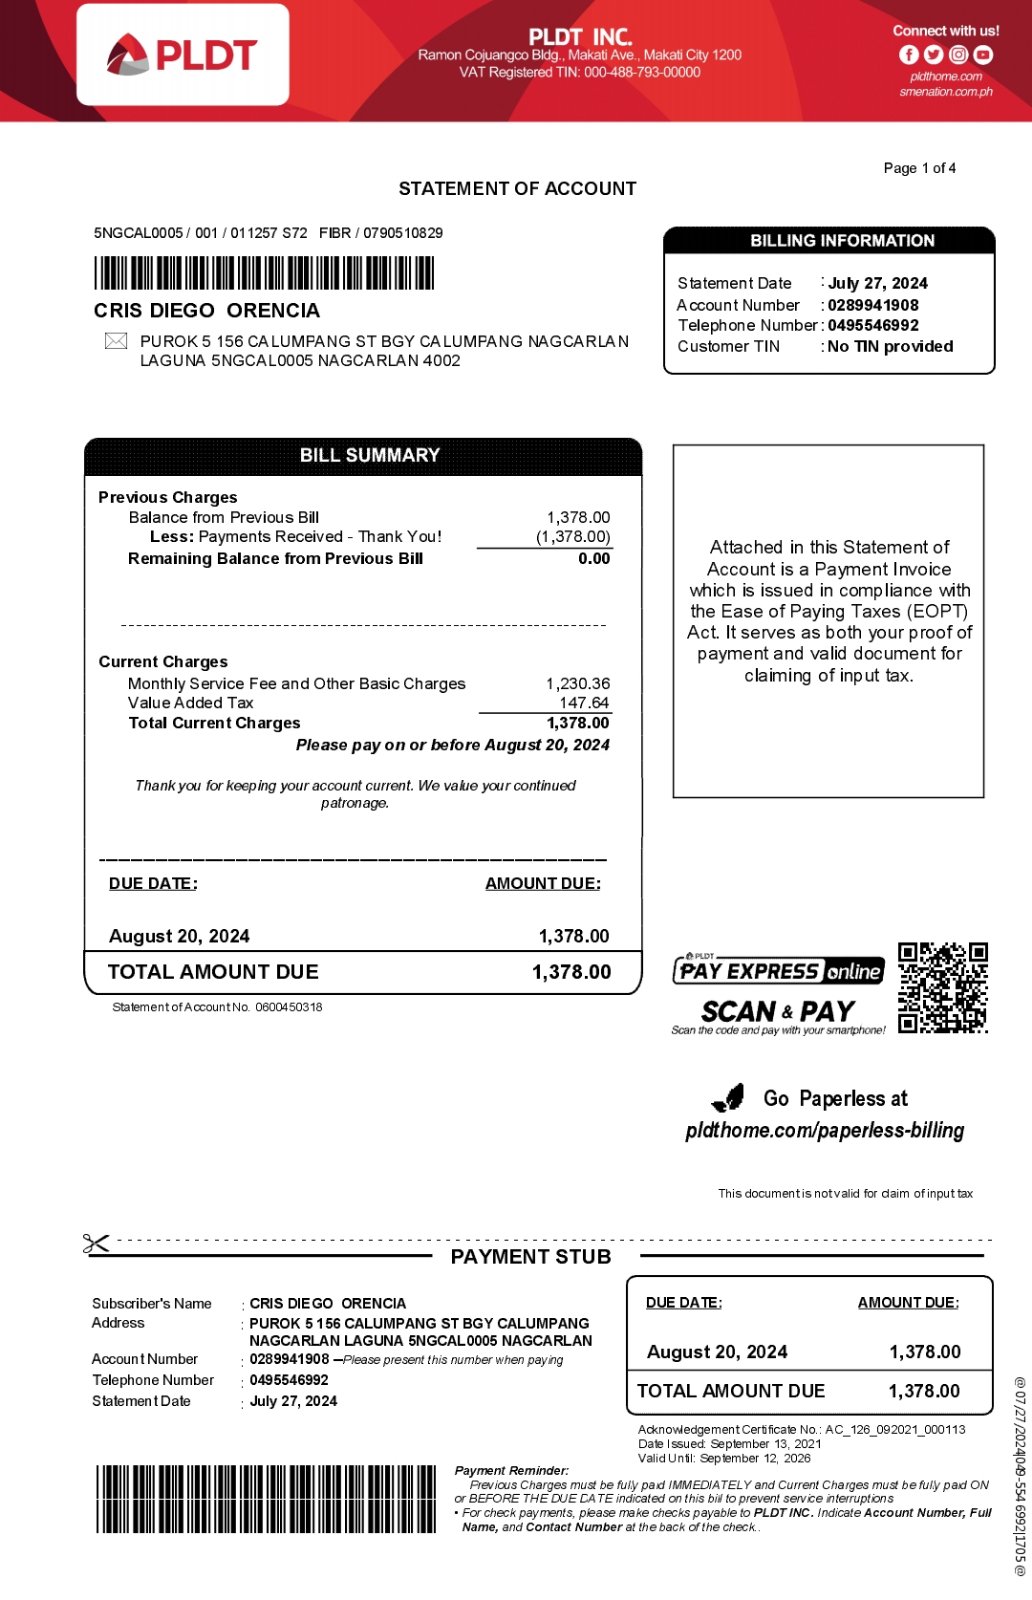 PLDT
PLDT INC.
Ramon Cojuangco Bldg., Makati Ave., Makati City 1200
VAT Registered TIN: 000-488-793-00000
Connect with us!
pldthome.com
smenation.com.ph
Page 1 of 4
STATEMENT OF ACCOUNT
5NGCAL0005 / 001 / 011257 S72 FIBR / 0790510829
CRIS DIEGO ORENCIA
PUROK 5 156 CALUMPANG ST BGY CALUMPANG NAGCARLAN
LAGUNA 5NGCAL0005 NAGCARLAN 4002
BILLING INFORMATION
Statement Date : July 27, 2024
Account Number : 0289941908
Telephone Number : 0495546992
Customer TIN : No TIN provided
BILL SUMMARY
Previous Charges
Balance from Previous Bill 1,378.00
Less: Payments Received - Thank You! (1,378.00)
Remaining Balance from Previous Bill 0.00
Current Charges
Monthly Service Fee and Other Basic Charges 1,230.36
Value Added Tax 147.64
Total Current Charges 1,378.00
Please pay on or before August 20, 2024
Thank you for keeping your account current. We value your continued
patronage.
DUE DATE: AMOUNT DUE:
August 20, 2024 1,378.00
TOTAL AMOUNT DUE 1,378.00
Statement of Account No. 0600450318
Attached in this Statement of
Account is a Payment Invoice
which is issued in compliance with
the Ease of Paying Taxes (EOPT)
Act. It serves as both your proof of
payment and valid document for
claiming of input tax.
PLDT
PAY EXPRESS online
SCAN & PAY
Scan the code and pay with your smartphone!
Go Paperless at
pldthome.com/paperless-billing
This document is not valid for claim of input tax
PAYMENT STUB
Subscriber's Name : CRIS DIEGO ORENCIA
Address : PUROK 5 156 CALUMPANG ST BGY CALUMPANG
NAGCARLAN LAGUNA 5NGCAL0005 NAGCARLAN
Account Number : 0289941908 —Please present this number when paying
Telephone Number : 0495546992
Statement Date : July 27, 2024
DUE DATE: AMOUNT DUE:
August 20, 2024 1,378.00
TOTAL AMOUNT DUE 1,378.00
Acknowledgement Certificate No.: AC_126_092021_000113
Date Issued: September 13, 2021
Valid Until: September 12, 2026
Payment Reminder:
Previous Charges must be fully paid IMMEDIATELY and Current Charges must be fully paid ON
or BEFORE THE DUE DATE indicated on this bill to prevent service interruptions
• For check payments, please make checks payable to PLDT INC. Indicate Account Number, Full
Name, and Contact Number at the back of the check..
@ 07/27/2024|049-554 6992|1705 @